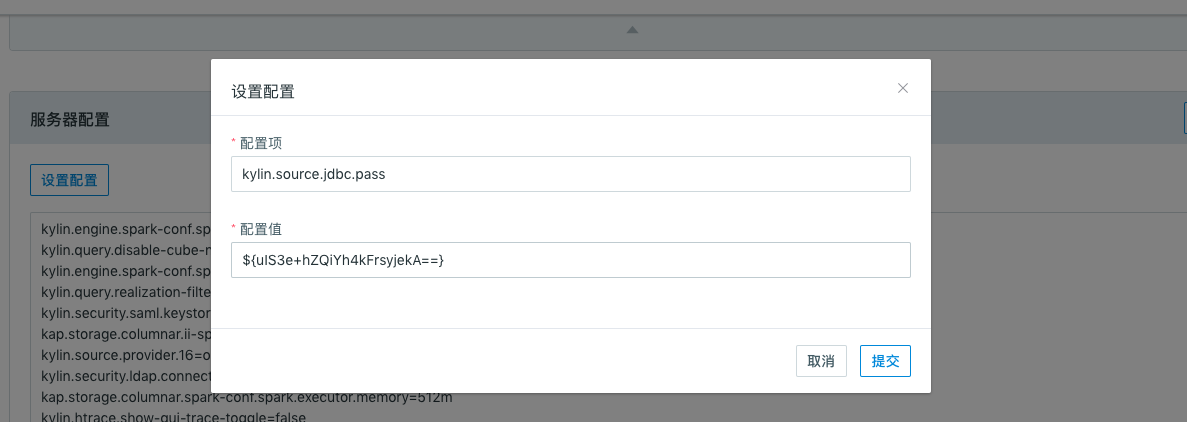 设置配置
* 配置项
kylin.source.jdbc.pass
* 配置值
${uIS3e+hZQiYh4kFrsyjekA==}
取消
提交
服务器配置
设置配置
kylin.engine.spark-conf.sp
kylin.query.disable-cube-n
kylin.engine.spark-conf.sp
kylin.query.realization-filte
kylin.security.saml.keystor
kap.storage.columnar.ii-sp
kylin.source.provider.16=o
kylin.security.ldap.connect
kap.storage.columnar.spark-conf.spark.executor.memory=512m
kylin.htrace.show-gui-trace-toggle=false